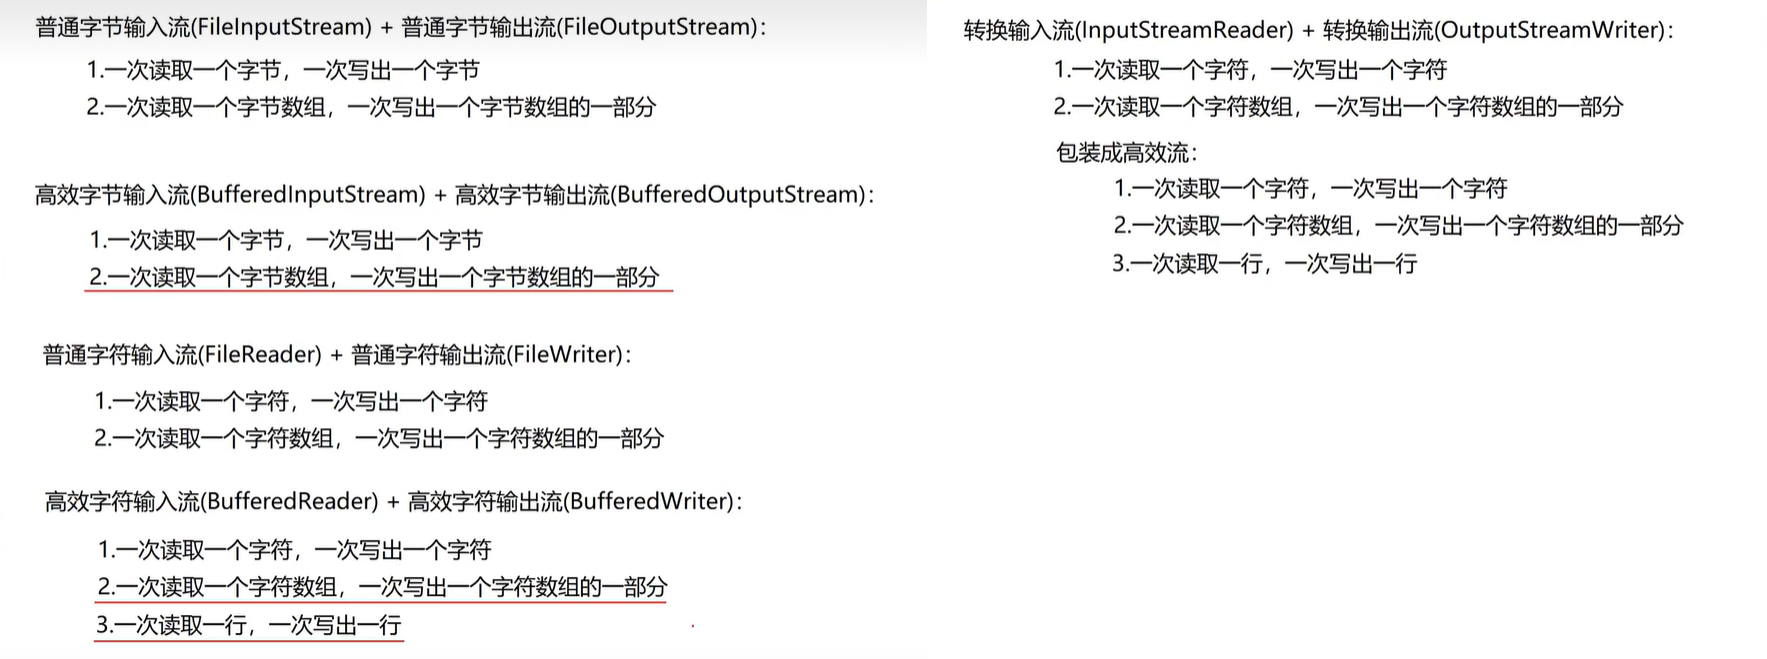 普通字节输入流(FileInputStream) + 普通字节输出流(FileOutputStream)：
1.一次读取一个字节，一次写出一个字节
2.一次读取一个字节数组，一次写出一个字节数组的一部分
高效字节输入流(BufferedInputStream) + 高效字节输出流(BufferedOutputStream)：
1.一次读取一个字节，一次写出一个字节
2.一次读取一个字节数组，一次写出一个字节数组的一部分
普通字符输入流(FileReader) + 普通字符输出流(FileWriter)：
1.一次读取一个字符，一次写出一个字符
2.一次读取一个字符数组，一次写出一个字符数组的一部分
高效字符输入流(BufferedReader) + 高效字符输出流(BufferedWriter)：
1.一次读取一个字符，一次写出一个字符
2.一次读取一个字符数组，一次写出一个字符数组的一部分
3.一次读取一行，一次写出一行
转换输入流(InputStreamReader) + 转换输出流(OutputStreamWriter)：
1.一次读取一个字符，一次写出一个字符
2.一次读取一个字符数组，一次写出一个字符数组的一部分
包装成高效流：
1.一次读取一个字符，一次写出一个字符
2.一次读取一个字符数组，一次写出一个字符数组的一部分
3.一次读取一行，一次写出一行